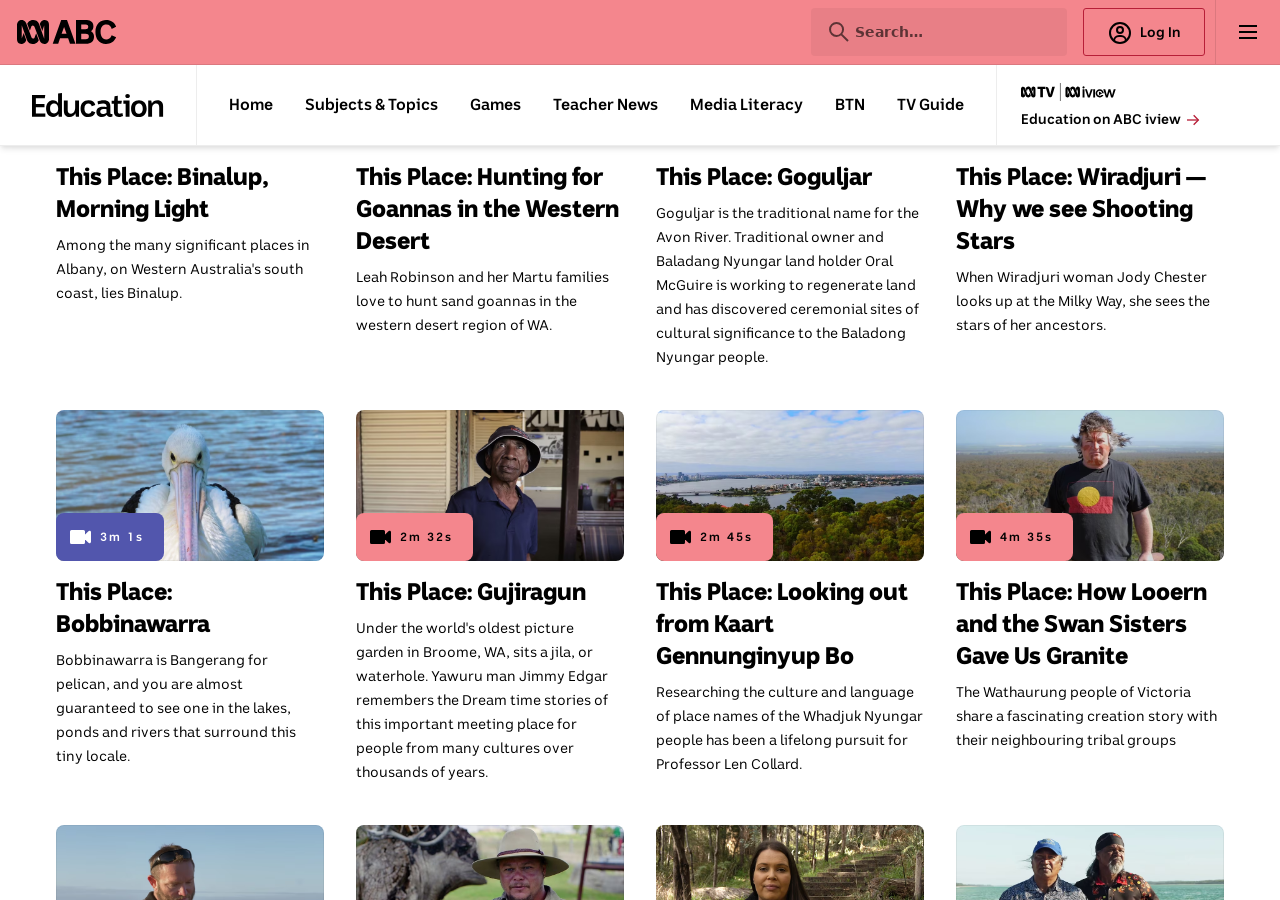 ABC
Search...
Log In
Education
Home
Subjects & Topics
Games
Teacher News
Media Literacy
BTN
TV Guide
TV
iview
Education on ABC iview
This Place: Binalup,
Morning Light
Among the many significant places in
Albany, on Western Australia's south
coast, lies Binalup.
This Place: Hunting for
Goannas in the Western
Desert
Leah Robinson and her Martu families
love to hunt sand goannas in the
western desert region of WA.
This Place: Goguljar
Goguljar is the traditional name for the
Avon River. Traditional owner and
Baladang Nyungar land holder Oral
McGuire is working to regenerate land
and has discovered ceremonial sites of
cultural significance to the Baladong
Nyungar people.
This Place: Wiradjuri —
Why we see Shooting
Stars
When Wiradjuri woman Jody Chester
looks up at the Milky Way, she sees the
stars of her ancestors.
3m 1s
This Place:
Bobbinawarra
Bobbinawarra is Bangerang for
pelican, and you are almost
guaranteed to see one in the lakes,
ponds and rivers that surround this
tiny locale.
2m 32s
This Place: Gujiragun
Under the world's oldest picture
garden in Broome, WA, sits a jila, or
waterhole. Yawuru man Jimmy Edgar
remembers the Dream time stories of
this important meeting place for
people from many cultures over
thousands of years.
2m 45s
This Place: Looking out
from Kaart
Gennunginyup Bo
Researching the culture and language
of place names of the Whadjuk Nyungar
people has been a lifelong pursuit for
Professor Len Collard.
4m 35s
This Place: How Looern
and the Swan Sisters
Gave Us Granite
The Wathaurung people of Victoria
share a fascinating creation story with
their neighbouring tribal groups